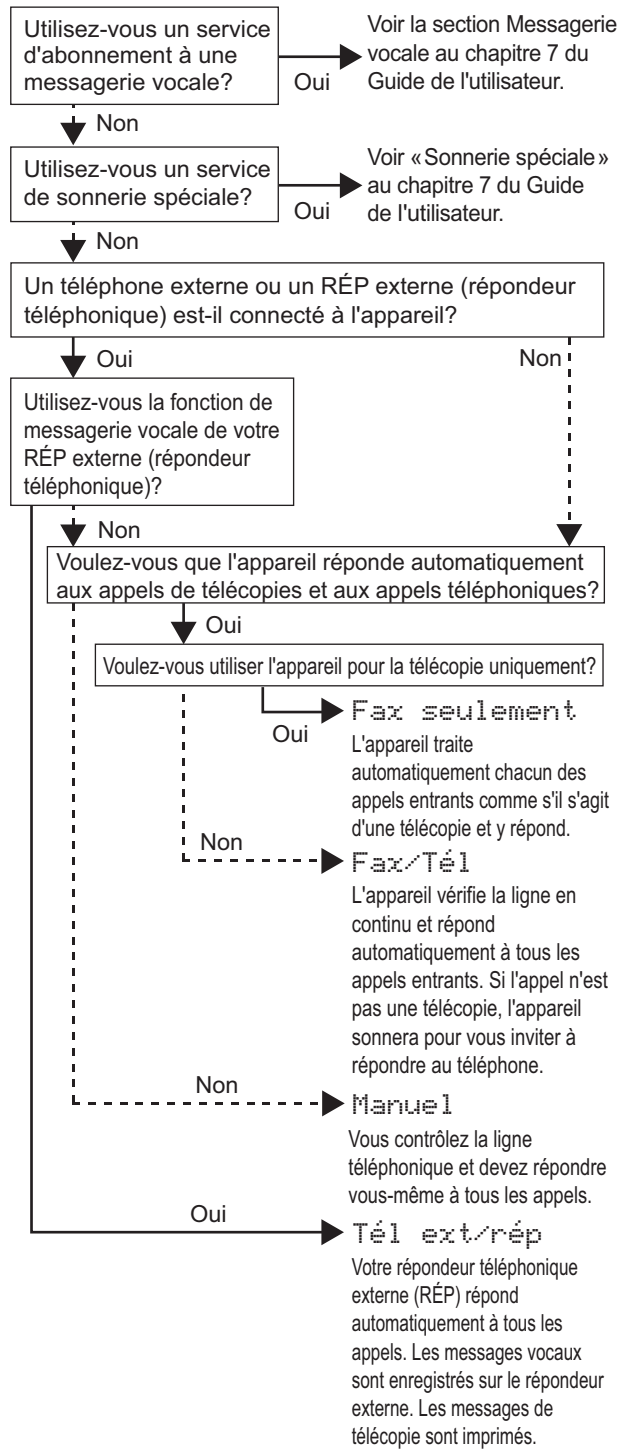 Utilisez-vous un service
d'abonnement à une
messagerie vocale?
Oui
Voir la section Messagerie
vocale au chapitre 7 du
Guide de l'utilisateur.
Non
Utilisez-vous un service
de sonnerie spéciale?
Oui
Voir «Sonnerie spéciale»
au chapitre 7 du Guide
de l'utilisateur.
Non
Un téléphone externe ou un RÉP externe (répondeur
téléphonique) est-il connecté à l'appareil?
Oui
Non
Utilisez-vous la fonction de
messagerie vocale de votre
RÉP externe (répondeur
téléphonique)?
Non
Voulez-vous que l'appareil réponde automatiquement
aux appels de télécopies et aux appels téléphoniques?
Oui
Voulez-vous utiliser l'appareil pour la télécopie uniquement?
Oui
Fax seulement
L'appareil traite
automatiquement chacun des
appels entrants comme s'il s'agit
d'une télécopie et y répond.
Non
Fax/Tél
L'appareil vérifie la ligne en
continu et répond
automatiquement à tous les
appels entrants. Si l'appel n'est
pas une télécopie, l'appareil
sonnera pour vous inviter à
répondre au téléphone.
Non
Manuel
Vous contrôlez la ligne
téléphonique et devez répondre
vous-même à tous les appels.
Oui
Tél ext/rép
Votre répondeur téléphonique
externe (RÉP) répond
automatiquement à tous les
appels. Les messages vocaux
sont enregistrés sur le répondeur
externe. Les messages de
télécopie sont imprimés.